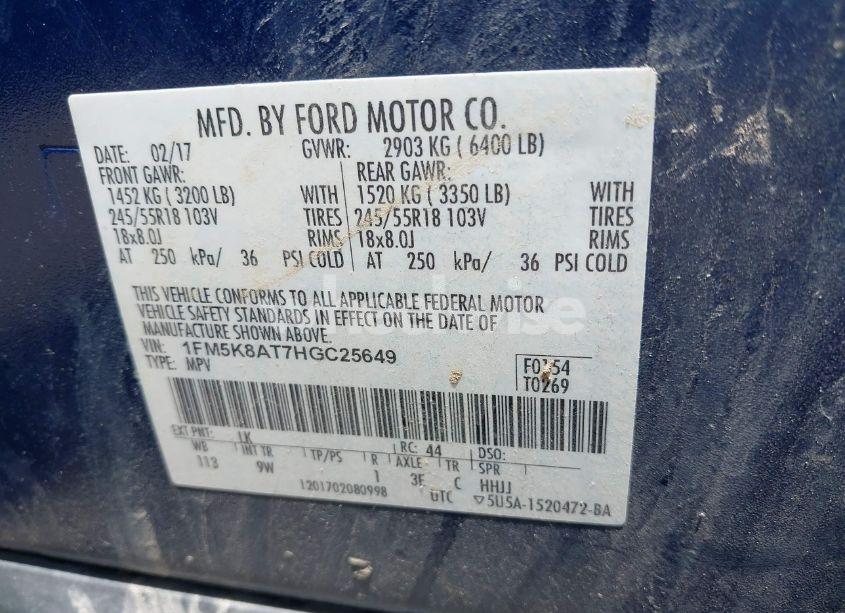 MFD. BY FORD MOTOR CO.
DATE: 02/17 GVWR: 2903 KG ( 6400 LB)
FRONT GAWR: REAR GAWR:
1452 KG ( 3200 LB) WITH 1520 KG ( 3350 LB) WITH
245/55R18 103V TIRES 245/55R18 103V TIRES
18x8.0J RIMS 18x8.0J RIMS
AT 250 kPa/ 36 PSI COLD AT 250 kPa/ 36 PSI COLD
THIS VEHICLE CONFORMS TO ALL APPLICABLE FEDERAL MOTOR
VEHICLE SAFETY STANDARDS IN EFFECT ON THE DATE OF
MANUFACTURE SHOWN ABOVE.
VIN: 1FM5K8AT7HGC25649
TYPE: MPV
F0154
T0269
EXT PNT: JK RC: 44 DSO:
WB INT TR TP/PS R AXLE TR SPR
113 9W 1 3F C HHJJ
1201702080998 UTC ▽5U5A-1520472-BA